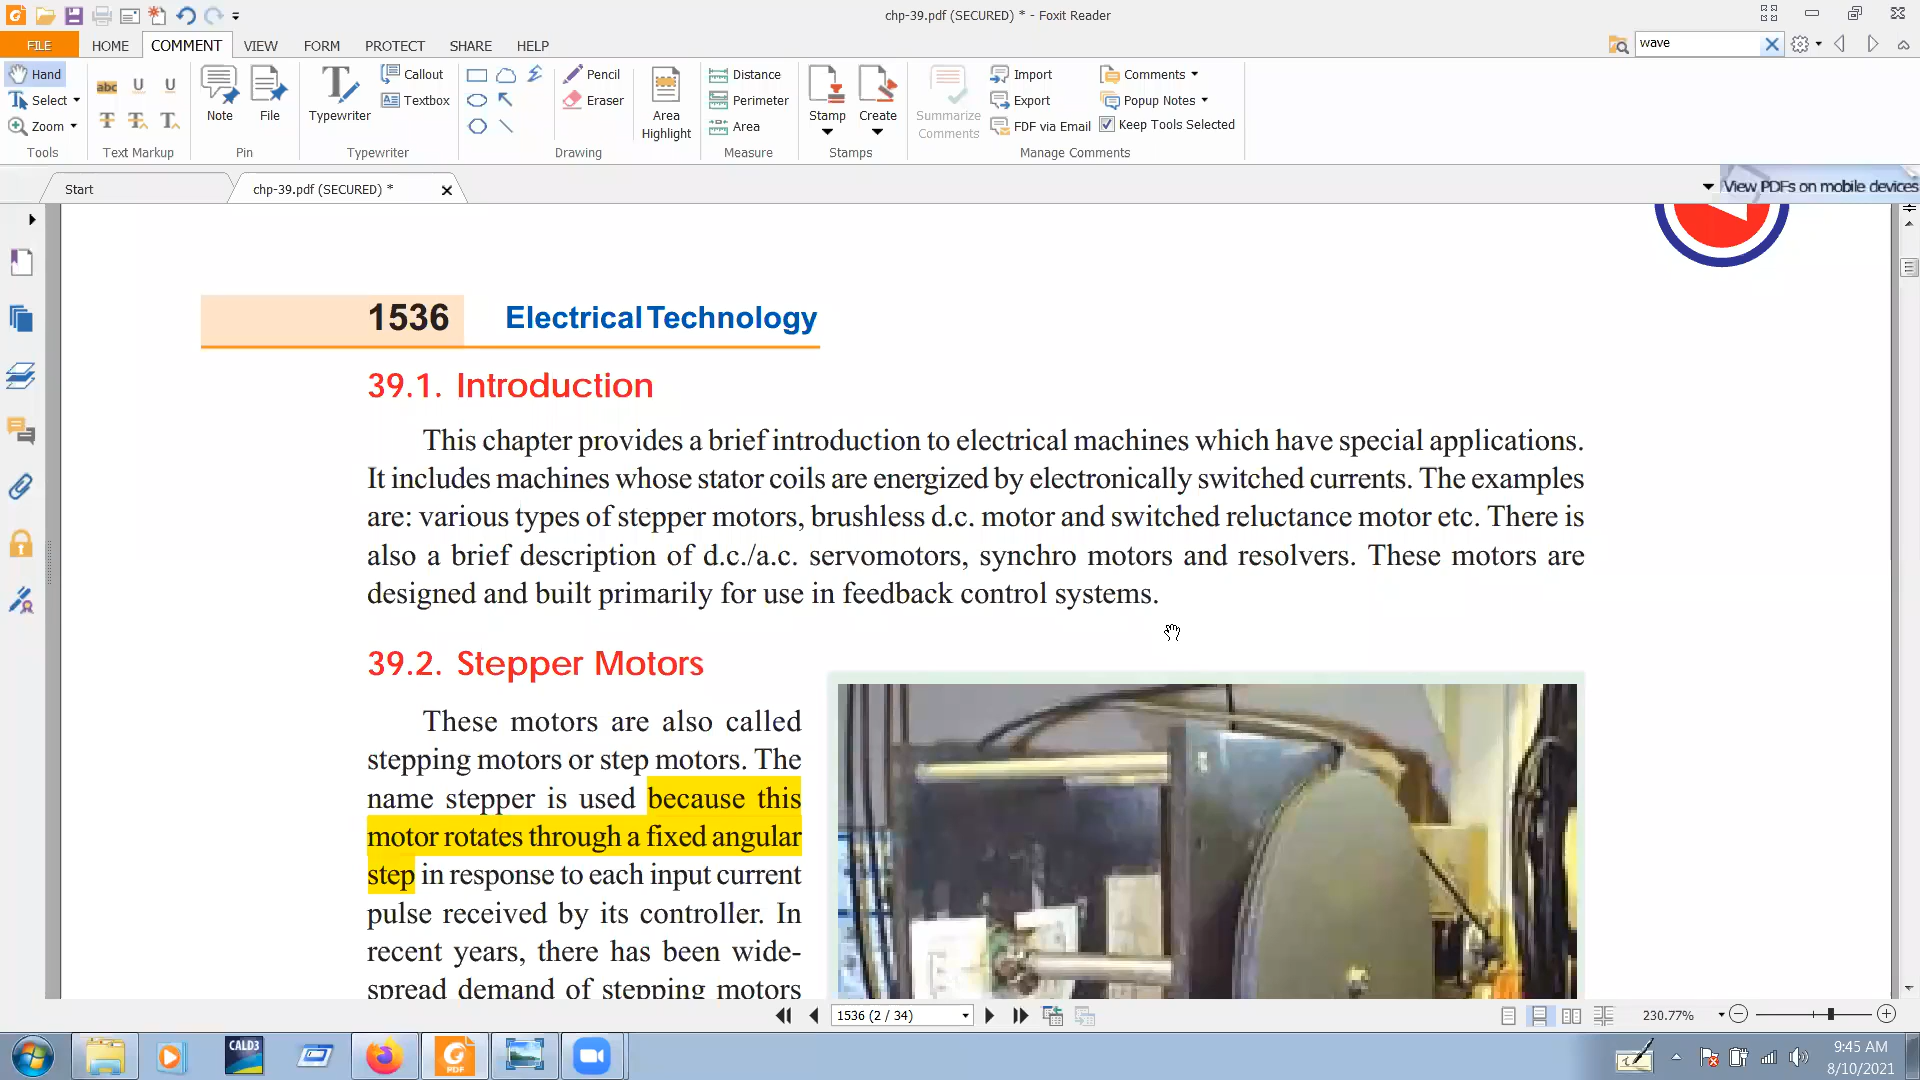 chp-39.pdf (SECURED) * - Foxit Reader
FILE HOME COMMENT VIEW FORM PROTECT SHARE HELP
wave
Hand
Select
Zoom
Tools
abc U U
T T T
Text Markup
Note
File
Pin
Typewriter
Callout
Textbox
Typewriter
Drawing
Pencil
Eraser
Area
Highlight
Distance
Perimeter
Area
Measure
Stamp
Create
Stamps
Summarize
Comments
Import
Export
FDF via Email
Comments
Popup Notes
Keep Tools Selected
Manage Comments
Start
chp-39.pdf (SECURED) *
View PDFs on mobile devices
1536 Electrical Technology
39.1. Introduction
This chapter provides a brief introduction to electrical machines which have special applications.
It includes machines whose stator coils are energized by electronically switched currents. The examples
are: various types of stepper motors, brushless d.c. motor and switched reluctance motor etc. There is
also a brief description of d.c./a.c. servomotors, synchro motors and resolvers. These motors are
designed and built primarily for use in feedback control systems.
39.2. Stepper Motors
These motors are also called
stepping motors or step motors. The
name stepper is used because this
motor rotates through a fixed angular
step in response to each input current
pulse received by its controller. In
recent years, there has been wide-
spread demand of stepping motors
1536 (2 / 34)
230.77%
CALD3
PDF
9:45 AM
8/10/2021